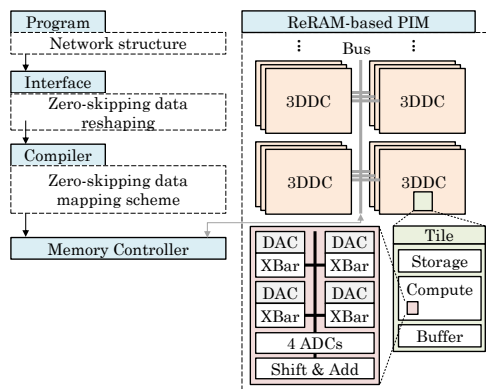 Program
Network structure
Interface
Zero-skipping data
reshaping
Compiler
Zero-skipping data
mapping scheme
Memory Controller
ReRAM-based PIM
Bus
3DDC
3DDC
3DDC
3DDC
Tile
Storage
Compute
Buffer
DAC
DAC
XBar
XBar
DAC
DAC
XBar
XBar
4 ADCs
Shift & Add